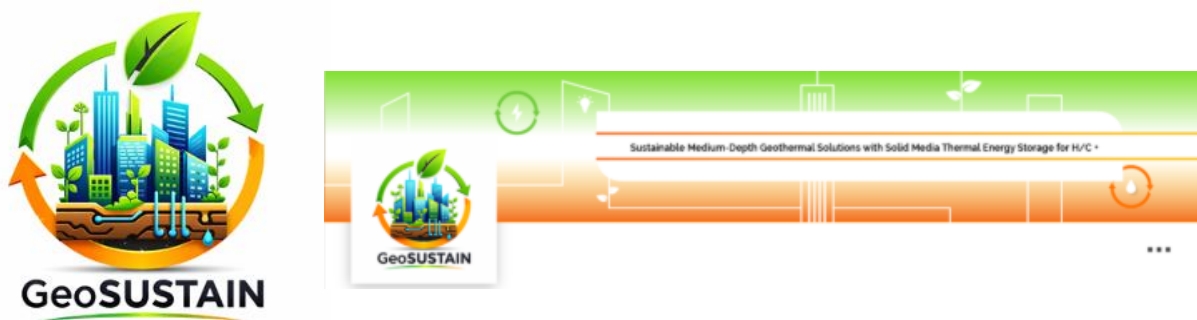 GeoSUSTAIN
Sustainable Medium-Depth Geothermal Solutions with Solid Media Thermal Energy Storage for H/C +
GeoSUSTAIN